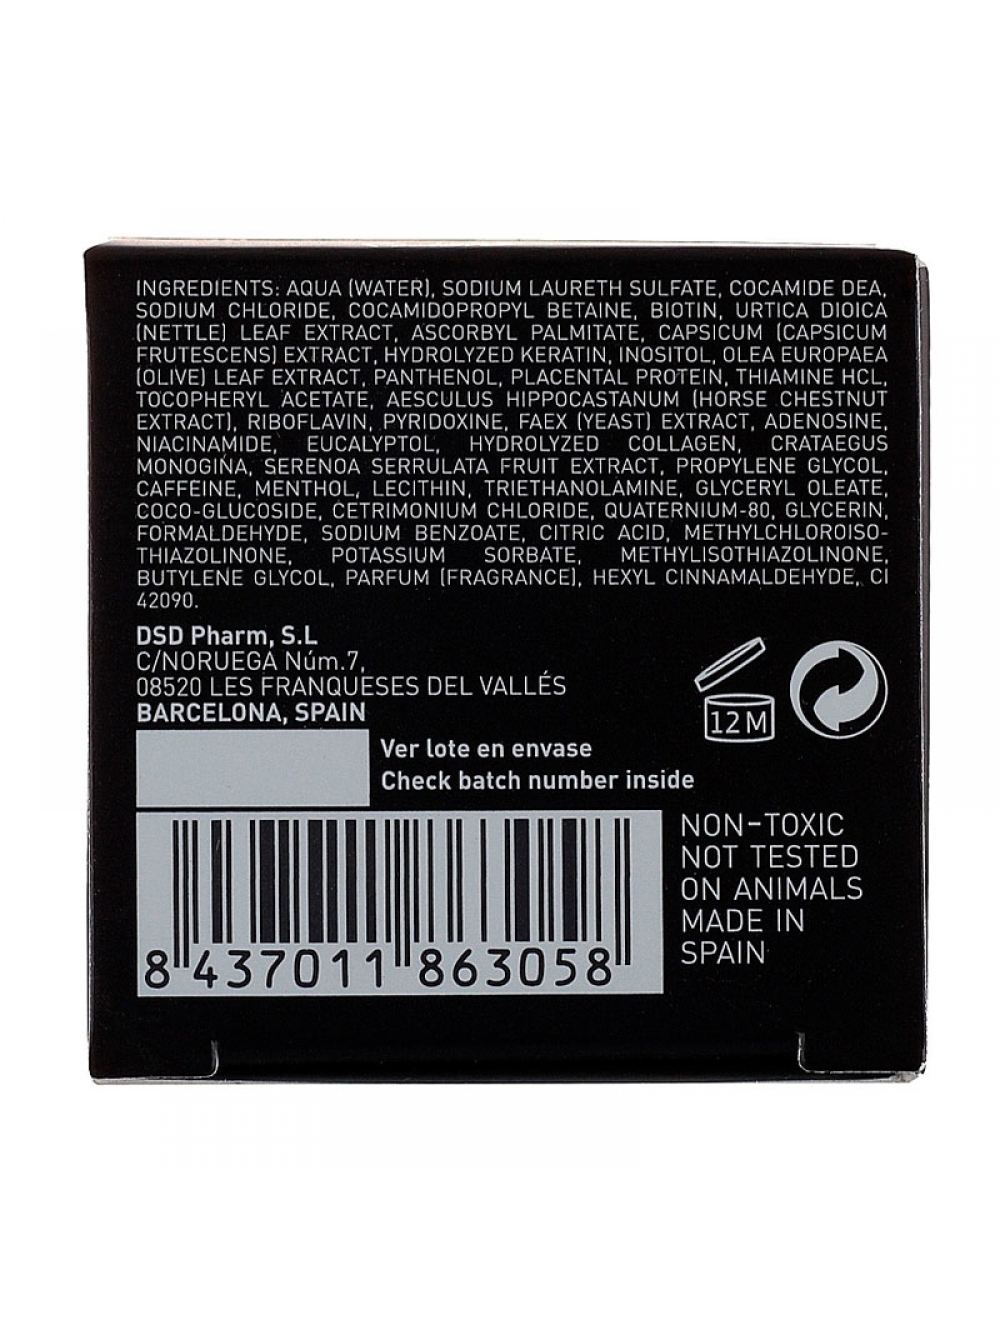 INGREDIENTS: AQUA (WATER), SODIUM LAURETH SULFATE, COCAMIDE DEA,
SODIUM CHLORIDE, COCAMIDOPROPYL BETAINE, BIOTIN, URTICA DIOICA
(NETTLE) LEAF EXTRACT, ASCORBYL PALMITATE, CAPSICUM (CAPSICUM
FRUTESCENS) EXTRACT, HYDROLYZED KERATIN, INOSITOL, OLEA EUROPAEA
(OLIVE) LEAF EXTRACT, PANTHENOL, PLACENTAL PROTEIN, THIAMINE HCL,
TOCOPHERYL ACETATE, AESCULUS HIPPOCASTANUM (HORSE CHESTNUT
EXTRACT), RIBOFLAVIN, PYRIDOXINE, FAEX (YEAST) EXTRACT, ADENOSINE,
NIACINAMIDE, EUCALYPTOL, HYDROLYZED COLLAGEN, CRATAEGUS
MONOGINA, SERENOA SERRULATA FRUIT EXTRACT, PROPYLENE GLYCOL,
CAFFEINE, MENTHOL, LECITHIN, TRIETHANOLAMINE, GLYCERYL OLEATE,
COCO-GLUCOSIDE, CETRIMONIUM CHLORIDE, QUATERNIUM-80, GLYCERIN,
FORMALDEHYDE, SODIUM BENZOATE, CITRIC ACID, METHYLCHLOROISO-
THIAZOLINONE, POTASSIUM SORBATE, METHYLISOTHIAZOLINONE,
BUTYLENE GLYCOL, PARFUM (FRAGRANCE), HEXYL CINNAMALDEHYDE, CI
42090.
DSD Pharm, S.L
C/NORUEGA Núm.7,
08520 LES FRANQUESES DEL VALLÉS
BARCELONA, SPAIN
12M
Ver lote en envase
Check batch number inside
8 437011 863058
NON-TOXIC
NOT TESTED
ON ANIMALS
MADE IN
SPAIN